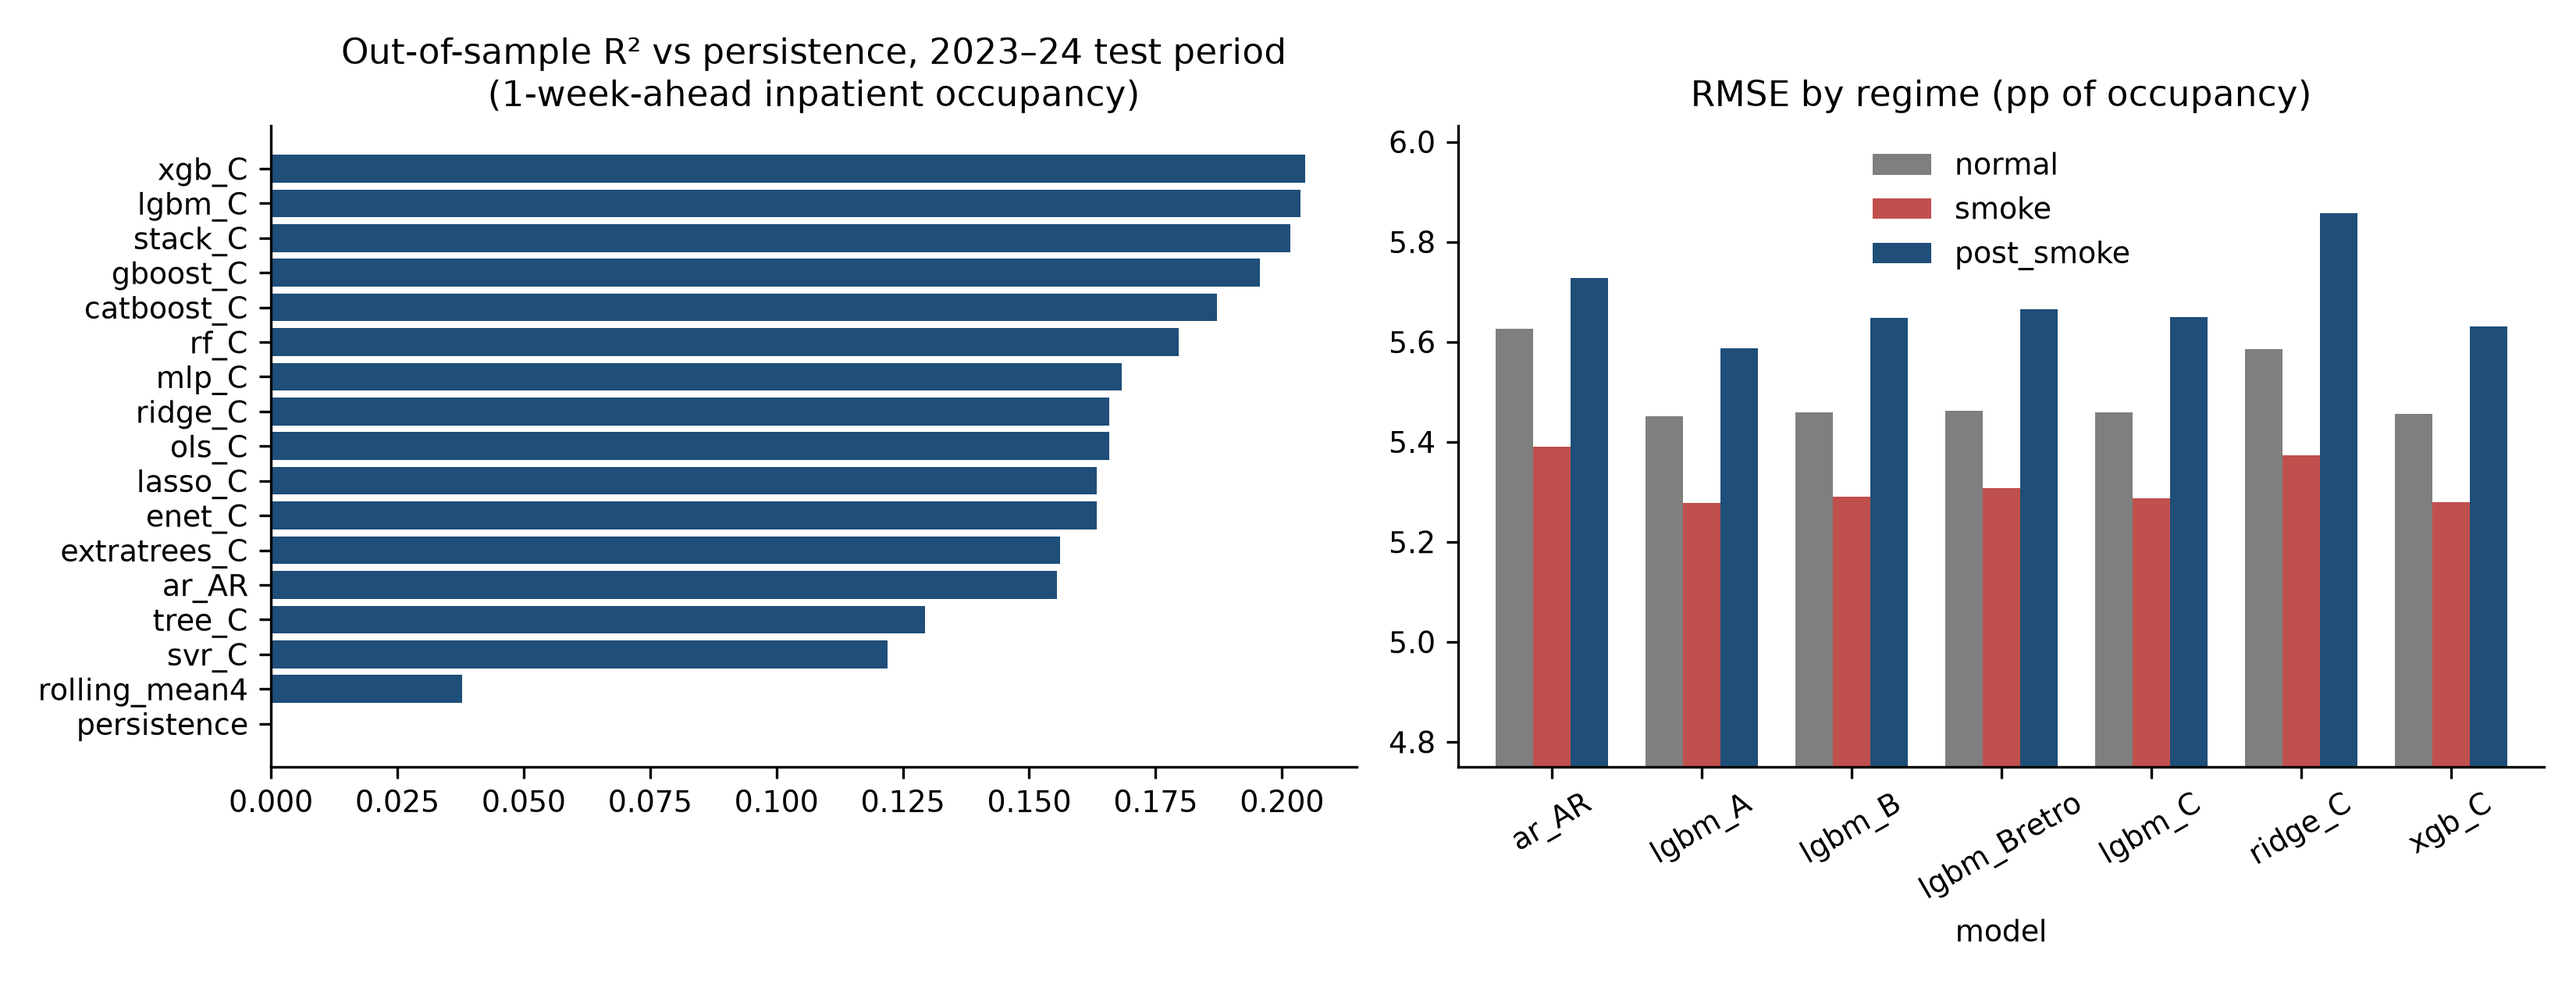 Out-of-sample R² vs persistence, 2023–24 test period
(1-week-ahead inpatient occupancy)
xgb_C
lgbm_C
stack_C
gboost_C
catboost_C
rf_C
mlp_C
ridge_C
ols_C
lasso_C
enet_C
extratrees_C
ar_AR
tree_C
svr_C
rolling_mean4
persistence
0.000 0.025 0.050 0.075 0.100 0.125 0.150 0.175 0.200
RMSE by regime (pp of occupancy)
6.0
5.8
5.6
5.4
5.2
5.0
4.8
normal
smoke
post_smoke
ar_AR lgbm_A lgbm_B lgbm_Bretro lgbm_C ridge_C xgb_C
model